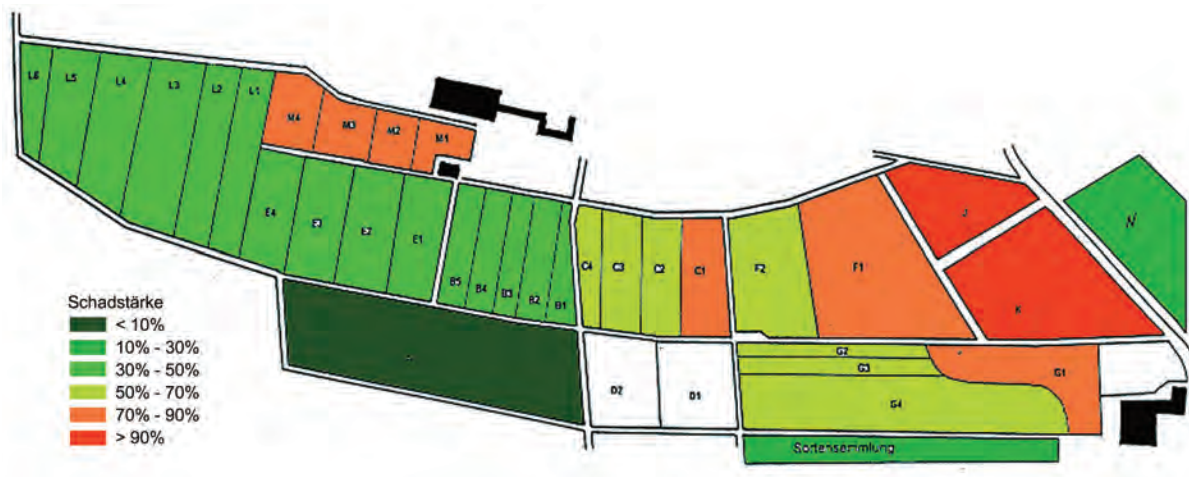 L6 L5 L4 L3 L2 L1
M4 M3 M2 M1
E4 E3 E2 E1
B5 B4 B3 B2 B1
C4 C3 C2 C1
F2 F1
J
K
N
D2 D1
G2
G3
G4
G1
Sortensammlung
Schadstärke
< 10%
10% - 30%
30% - 50%
50% - 70%
70% - 90%
> 90%